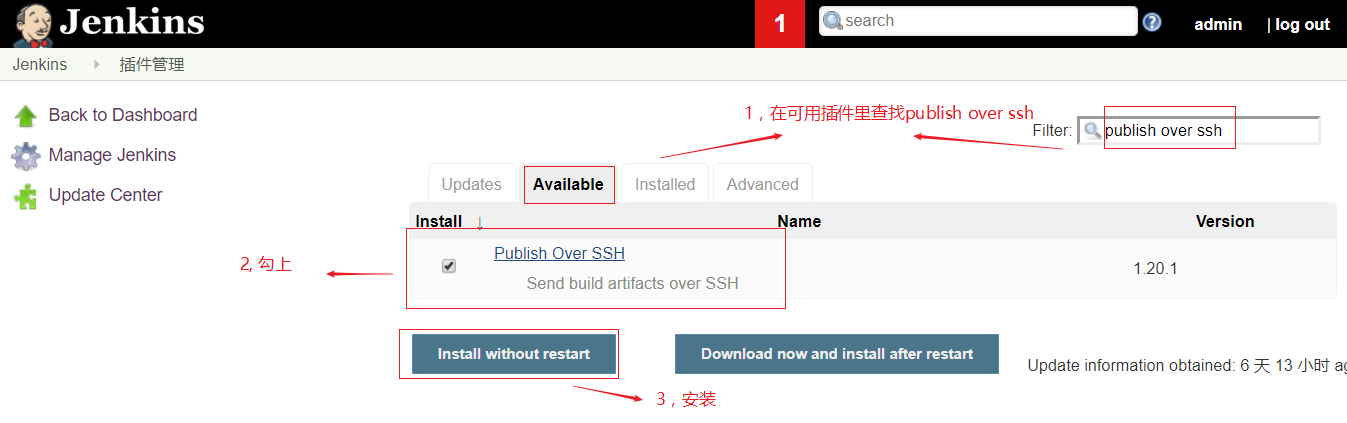 Jenkins
1
search
admin
| log out
Jenkins
插件管理
Back to Dashboard
Manage Jenkins
Update Center
1，在可用插件里查找publish over ssh
Filter:
publish over ssh
Updates
Available
Installed
Advanced
Install ↓
Name
Version
2, 勾上
Publish Over SSH
Send build artifacts over SSH
1.20.1
Install without restart
Download now and install after restart
Update information obtained: 6 天 13 小时 ag
3，安装